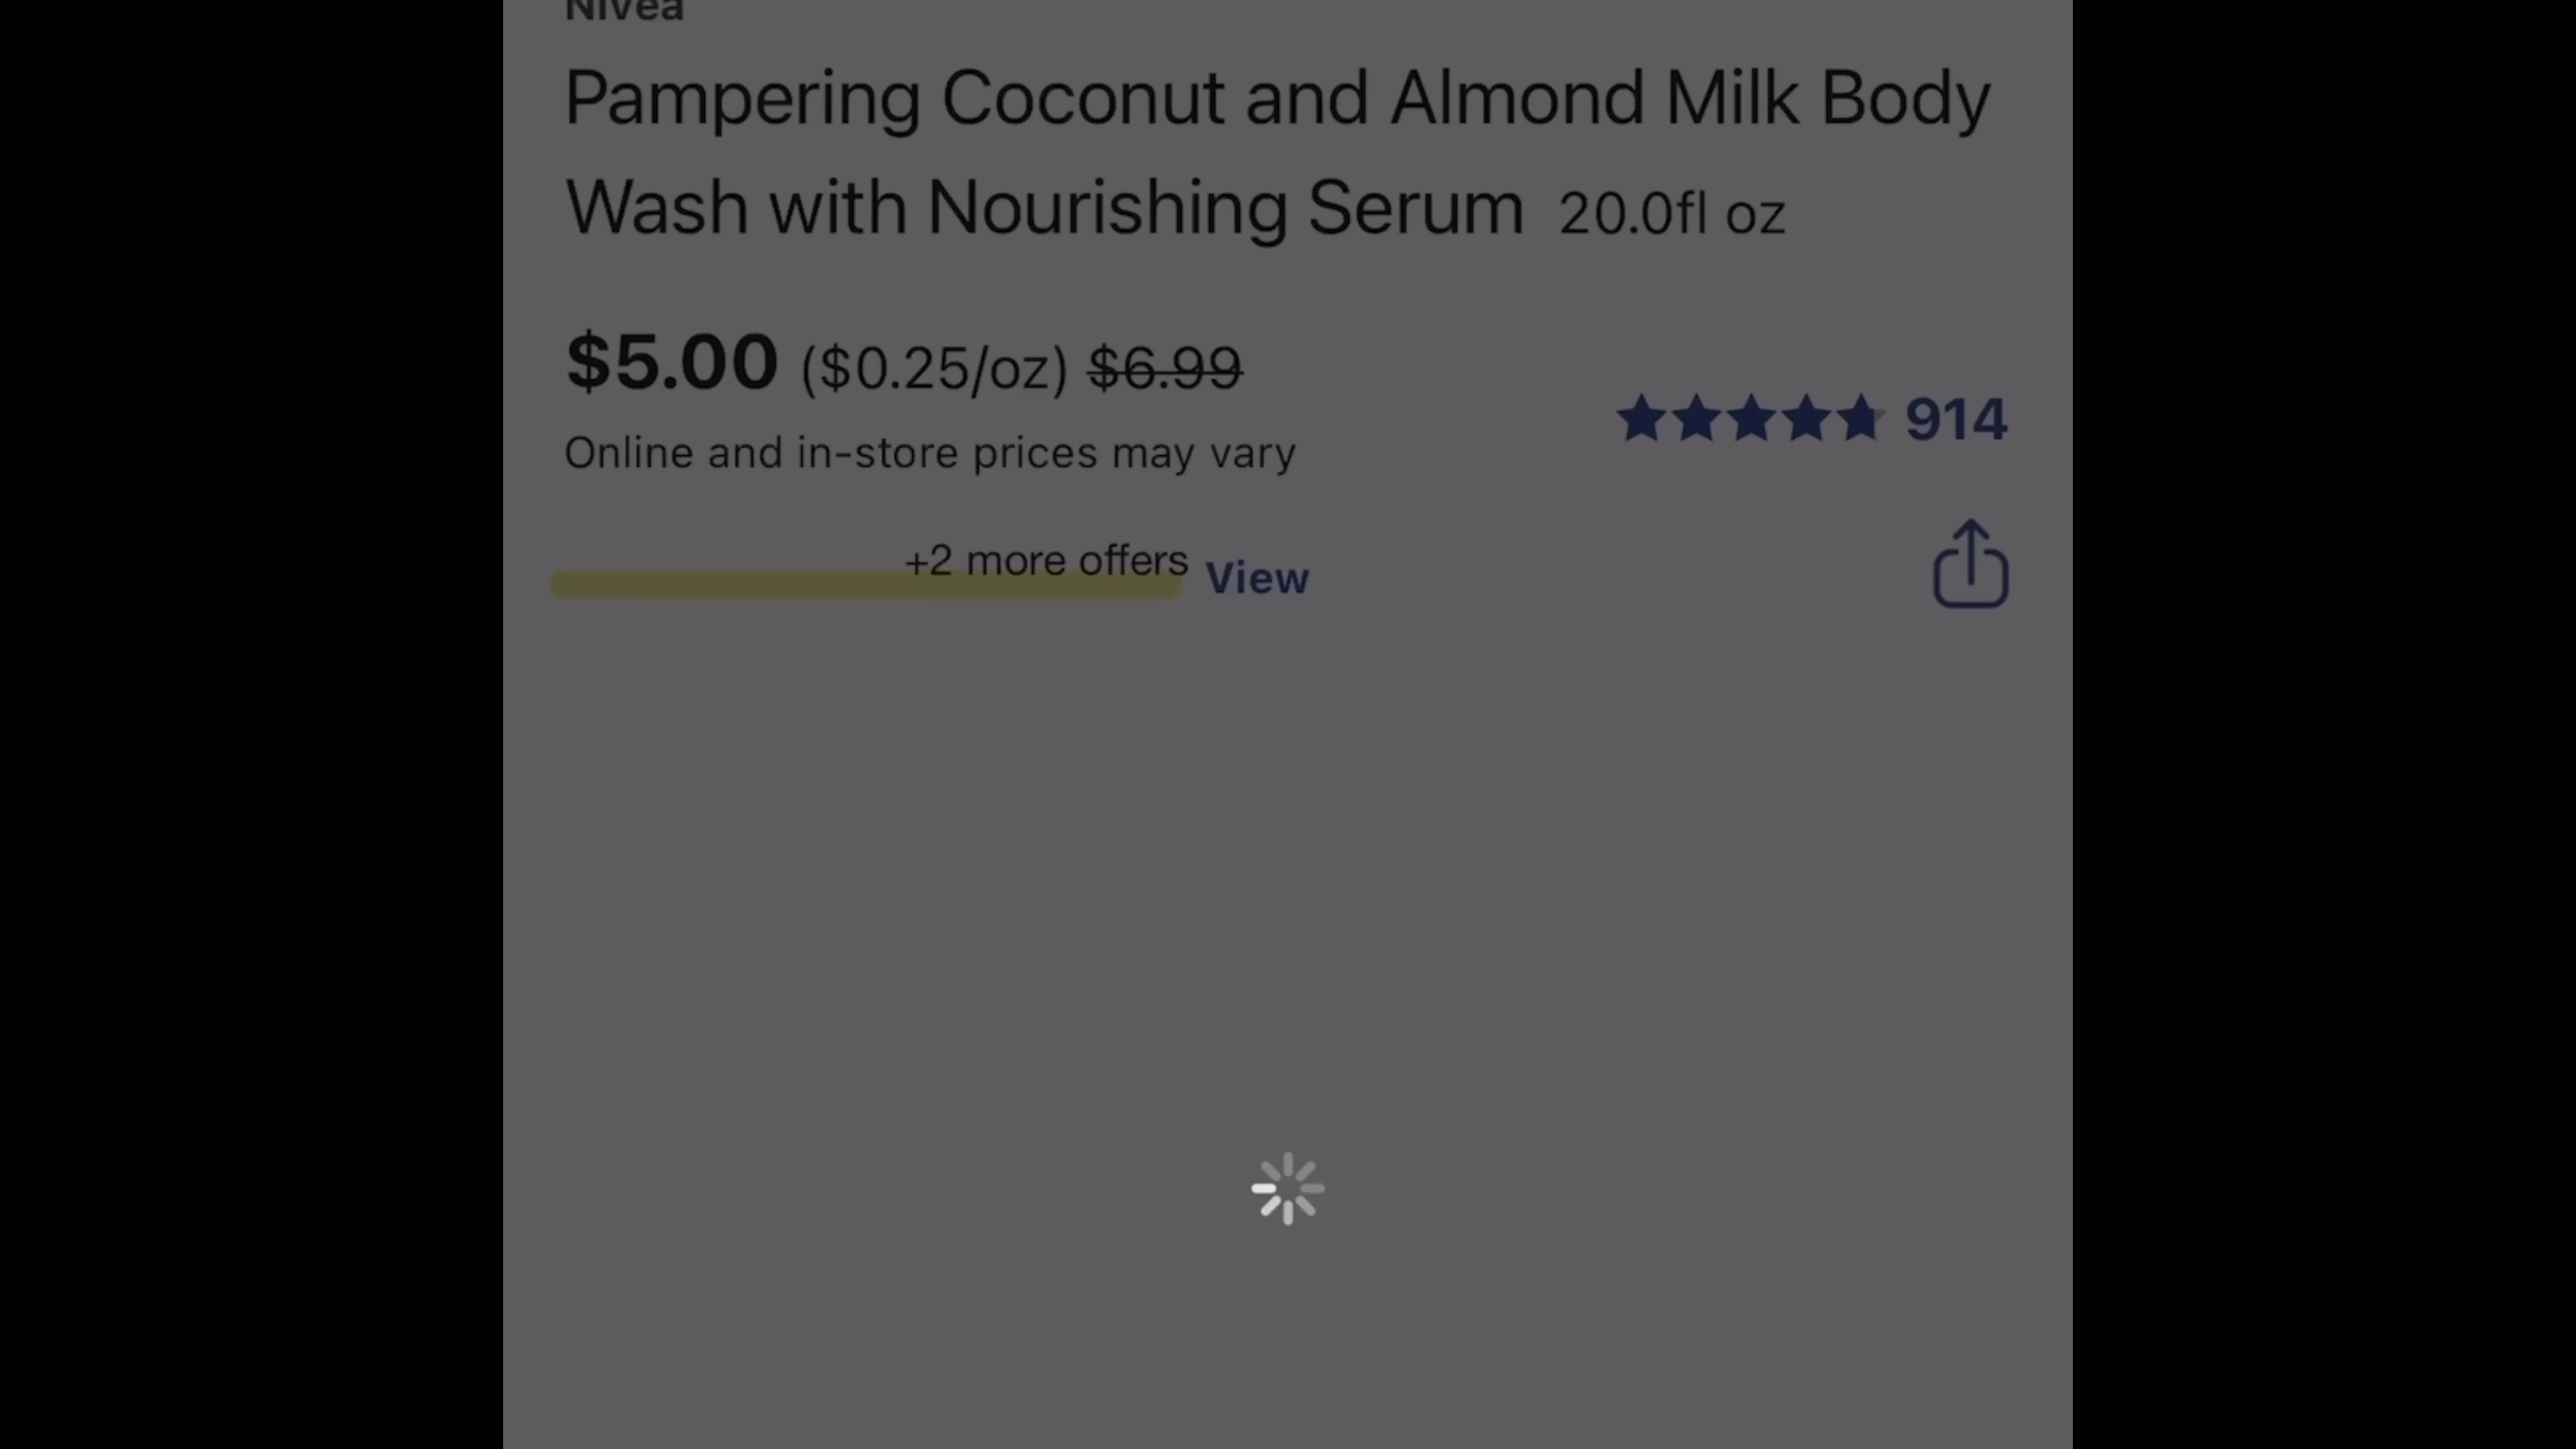 Nivea
Pampering Coconut and Almond Milk Body
Wash with Nourishing Serum 20.0fl oz
$5.00 ($0.25/oz) $6.99
914
Online and in-store prices may vary
+2 more offers View